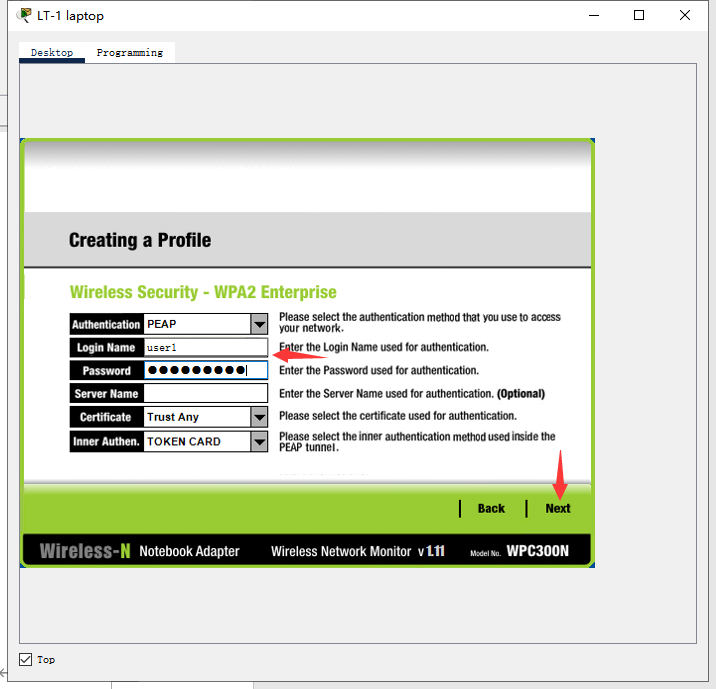 LT-1 laptop
Desktop Programming
Creating a Profile
Wireless Security - WPA2 Enterprise
Authentication PEAP
Please select the authentication method that you use to access
your network.
Login Name user1 Enter the Login Name used for authentication.
Password ●●●●●●●●● Enter the Password used for authentication.
Server Name Enter the Server Name used for authentication. (Optional)
Certificate Trust Any Please select the certificate used for authentication.
Inner Authen. TOKEN CARD
Please select the inner authentication method used inside the
PEAP tunnel.
Back Next
Wireless-N Notebook Adapter Wireless Network Monitor v 1.11 Model No. WPC300N
Top